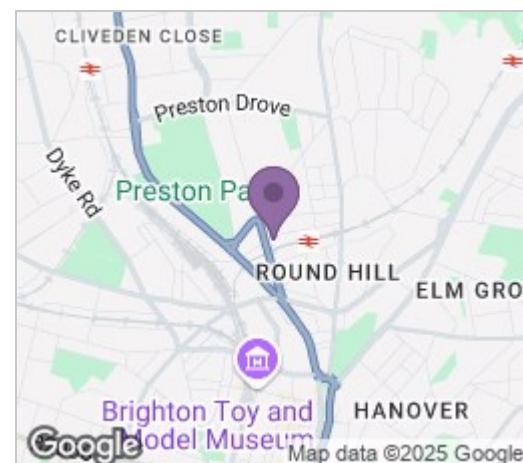 CLIVEDEN CLOSE
Preston Drove
Dyke Rd
Preston Pa
ROUND HILL
ELM GRO
Brighton Toy and
Model Museum
HANOVER
Google
Map data ©2025 Google